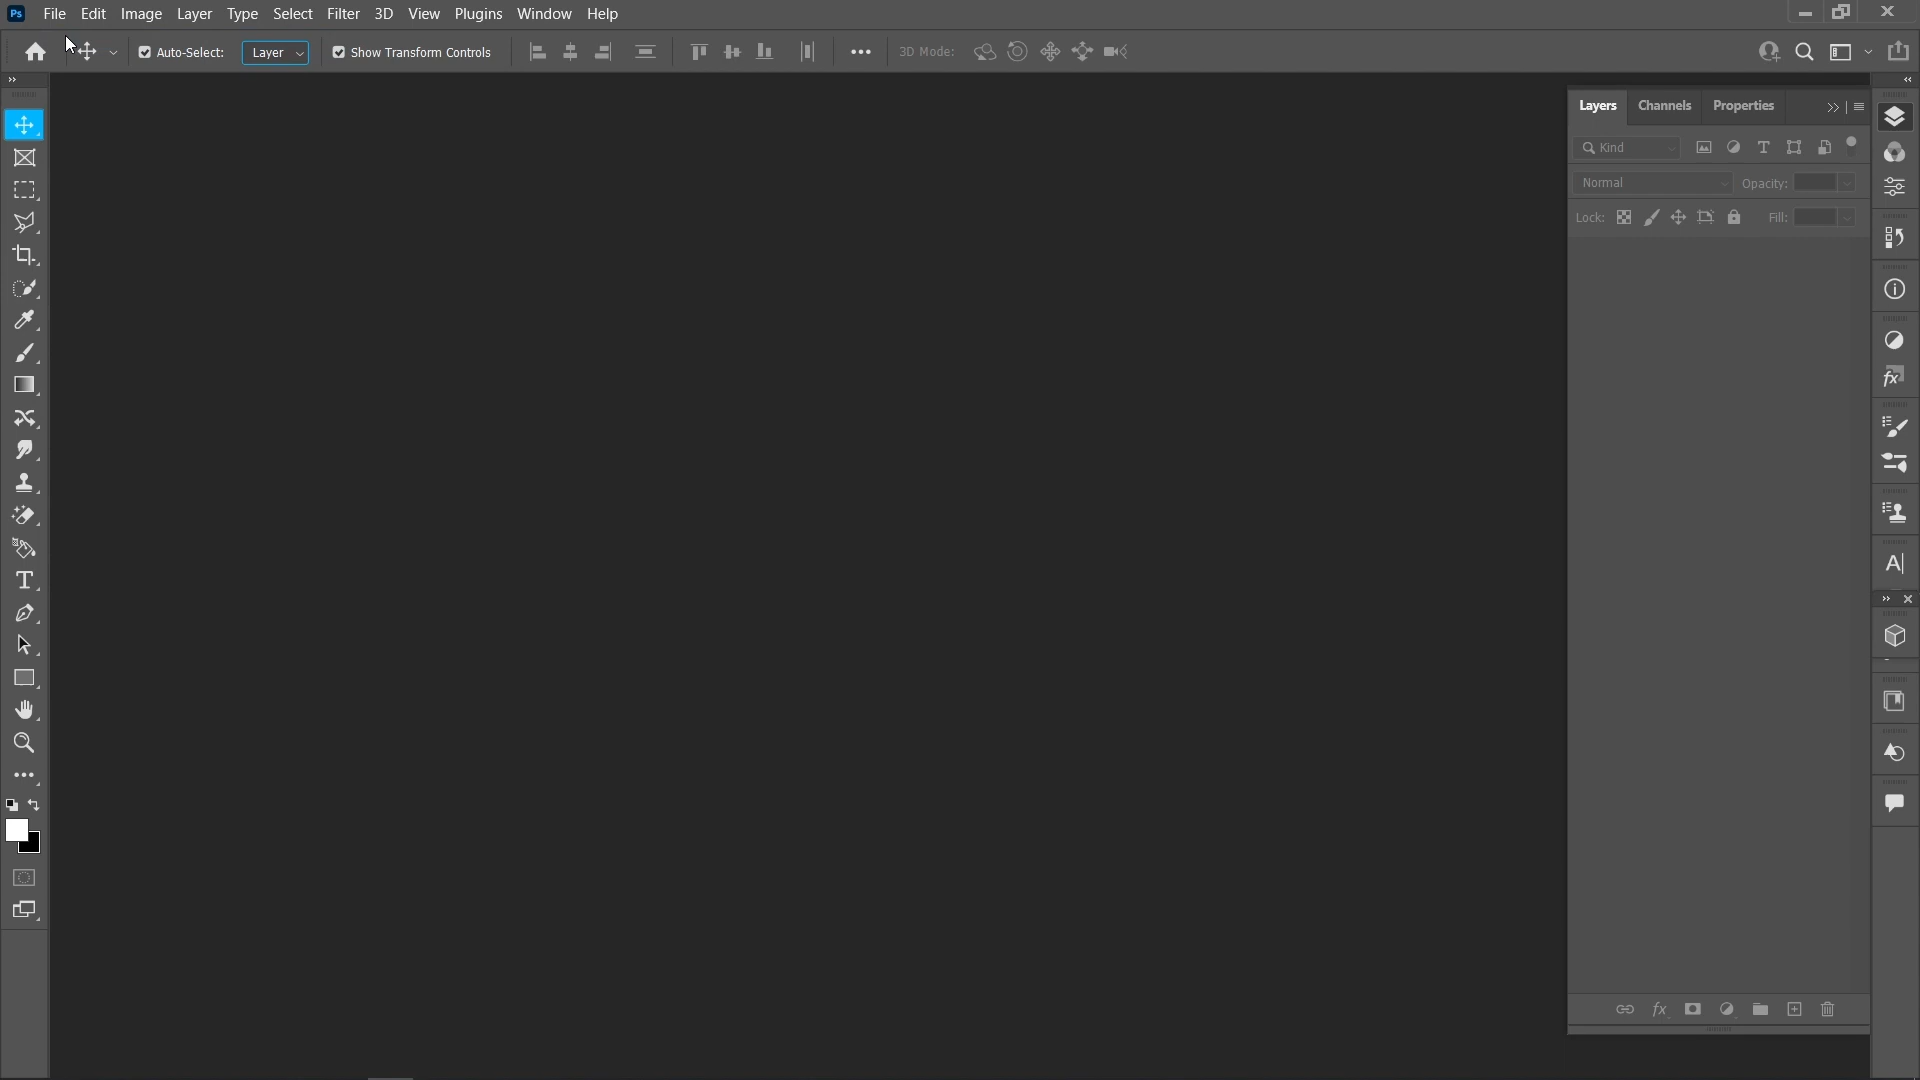 Ps File Edit Image Layer Type Select Filter 3D View Plugins Window Help
Auto-Select: Layer Show Transform Controls 3D Mode:
Layers Channels Properties
Kind
Normal Opacity:
Lock: Fill: